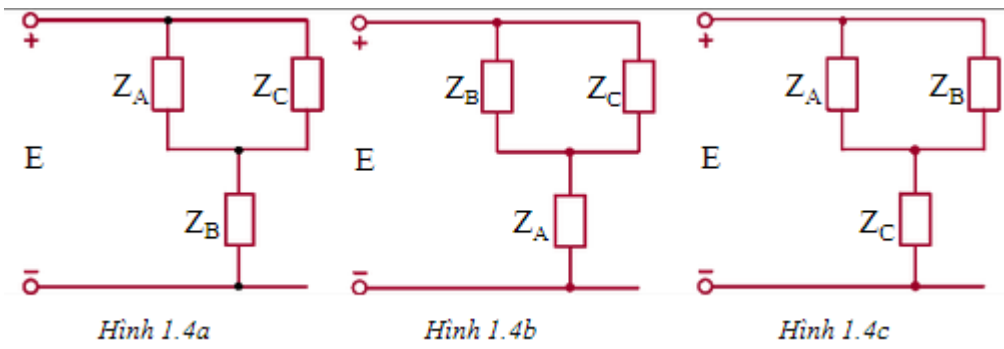 + + +
Z_A Z_C Z_B Z_C Z_A Z_B
E E E
Z_B Z_A Z_C
− − −
Hình 1.4a Hình 1.4b Hình 1.4c